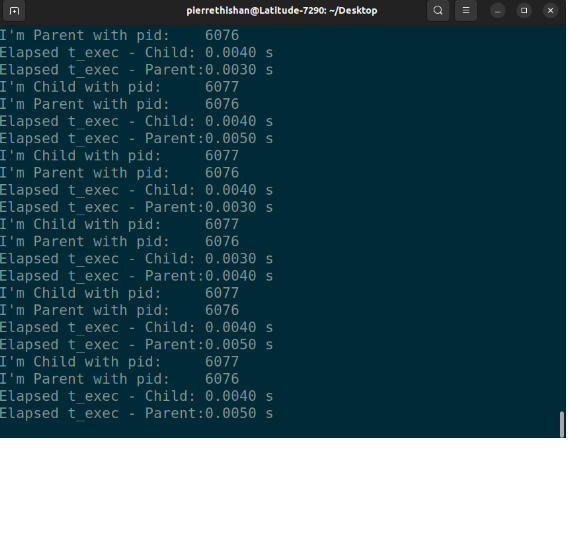 pierrethishan@Latitude-7290: ~/Desktop
I'm Parent with pid: 6076
Elapsed t_exec - Child: 0.0040 s
Elapsed t_exec - Parent:0.0030 s
I'm Child with pid: 6077
I'm Parent with pid: 6076
Elapsed t_exec - Child: 0.0040 s
Elapsed t_exec - Parent:0.0050 s
I'm Child with pid: 6077
I'm Parent with pid: 6076
Elapsed t_exec - Child: 0.0040 s
Elapsed t_exec - Parent:0.0030 s
I'm Child with pid: 6077
I'm Parent with pid: 6076
Elapsed t_exec - Child: 0.0030 s
Elapsed t_exec - Parent:0.0040 s
I'm Child with pid: 6077
I'm Parent with pid: 6076
Elapsed t_exec - Child: 0.0040 s
Elapsed t_exec - Parent:0.0050 s
I'm Child with pid: 6077
I'm Parent with pid: 6076
Elapsed t_exec - Child: 0.0040 s
Elapsed t_exec - Parent:0.0050 s